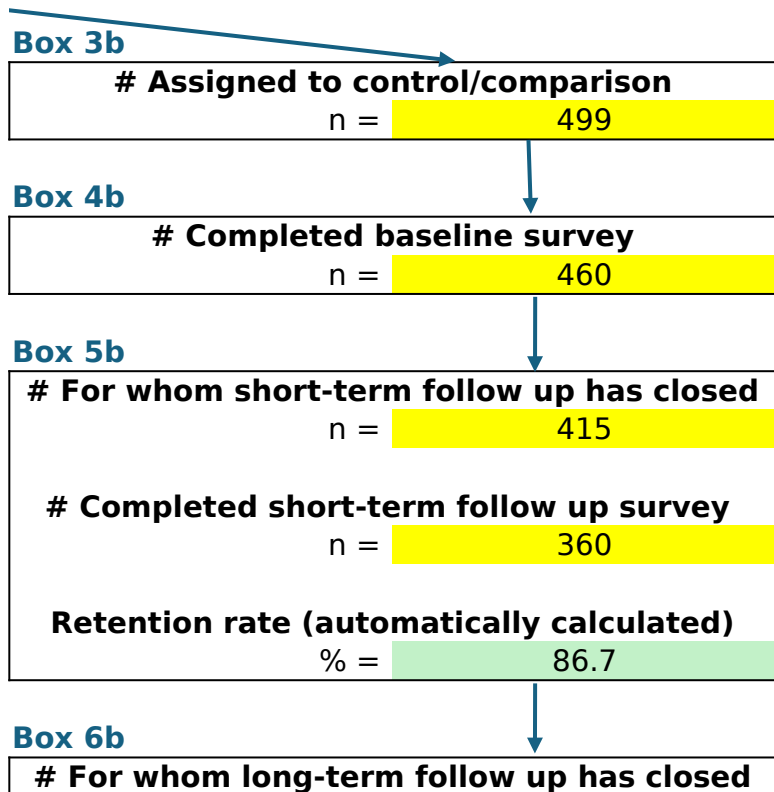 Box 3b
# Assigned to control/comparison
n = 499
Box 4b
# Completed baseline survey
n = 460
Box 5b
# For whom short-term follow up has closed
n = 415
# Completed short-term follow up survey
n = 360
Retention rate (automatically calculated)
% = 86.7
Box 6b
# For whom long-term follow up has closed